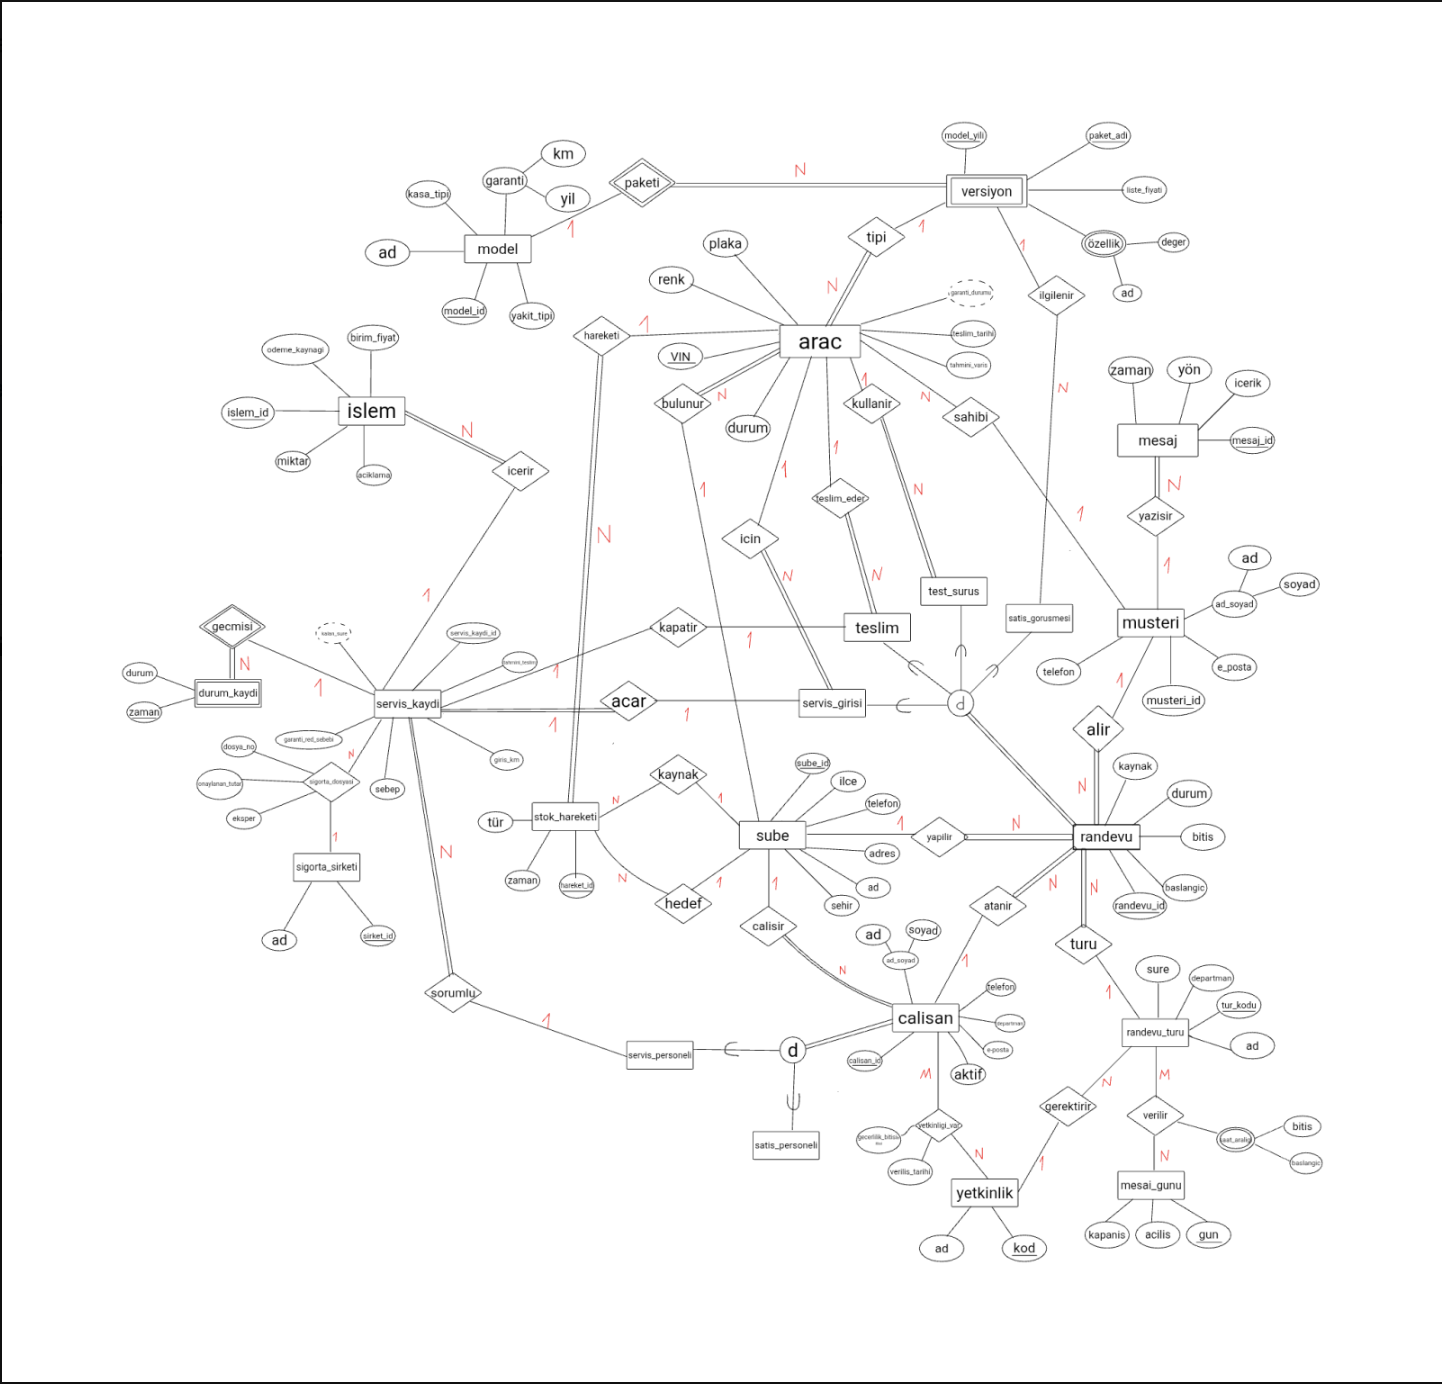 model_yili
paket_adi
km
garanti
paketi
N
versiyon
liste_fiyati
kasa_tipi
yil
1
1
tipi
özellik
deger
plaka
1
ad
model
ad
renk
N
garanti_durumu
ilgilenir
model_id
yakit_tipi
hareketi
1
arac
teslim_tarihi
birim_fiyat
odeme_kaynagi
VIN
tahmini_varis
zaman
yön
icerik
bulunur
N
1
kullanir
N
N
sahibi
islem_id
islem
durum
mesaj
mesaj_id
N
miktar
icerir
aciklama
1
1
1
teslim_eder
N
N
1
yazisir
N
icin
N
N
1
ad
soyad
1
test_surus
ad_soyad
gecmisi
kapatir
1
teslim
satis_gorusmesi
musteri
servis_kaydi_id
N
1
telefon
e_posta
durum
durum_kaydi
1
servis_kaydi
acar
1
1
servis_girisi
d
1
musteri_id
zaman
alir
garanti_red_sebebi
dosya_no
N
giris_km
sube_id
kaynak
onaylanan_tutar
sigorta_dosyasi
sebep
kaynak
ilce
N
durum
eksper
N
1
telefon
tür
stok_hareketi
sube
1
yapilir
N
randevu
bitis
1
N
sigorta_sirketi
zaman
hareket_id
N
1
adres
1
ad
N
N
baslangic
hedef
sehir
atanir
randevu_id
ad
sirket_id
calisir
ad
soyad
turu
ad_soyad
1
N
sure
departman
sorumlu
telefon
1
tur_kodu
1
calisan
departman
randevu_turu
ad
servis_personeli
d
calisan_id
e-posta
aktif
M
N
M
gerektirir
verilir
yetkinligi_var
bitis
satis_personeli
saat_araligi
N
1
N
baslangic
verilis_tarihi
yetkinlik
mesai_gunu
ad
kod
kapanis
acilis
gun